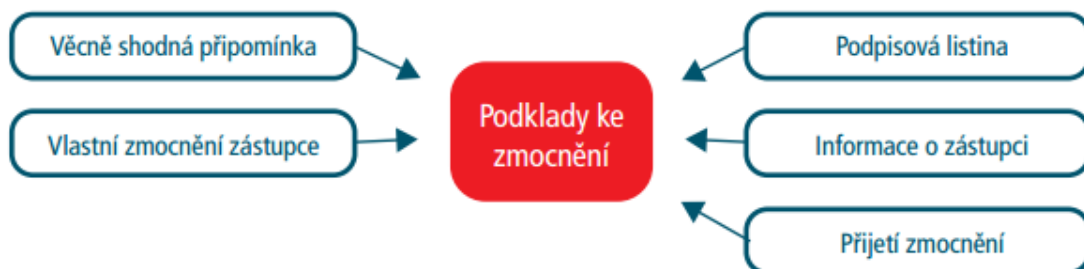 Věcně shodná připomínka
Vlastní zmocnění zástupce
Podklady ke
zmocnění
Podpisová listina
Informace o zástupci
Přijetí zmocnění